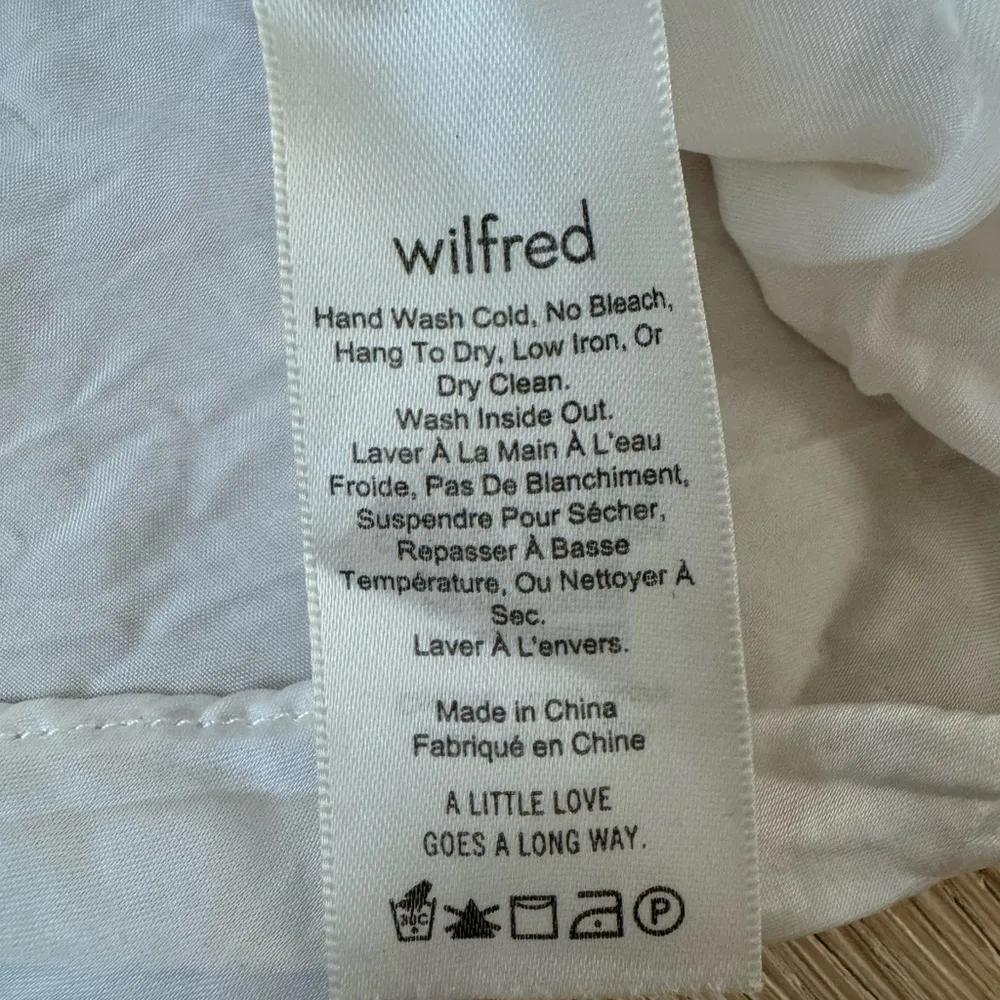 wilfred
Hand Wash Cold, No Bleach,
Hang To Dry, Low Iron, Or
Dry Clean.
Wash Inside Out.
Laver À La Main À L'eau
Froide, Pas De Blanchiment,
Suspendre Pour Sécher,
Repasser À Basse
Température, Ou Nettoyer À
Sec.
Laver À L'envers.
Made in China
Fabriqué en Chine
A LITTLE LOVE
GOES A LONG WAY.
30C P